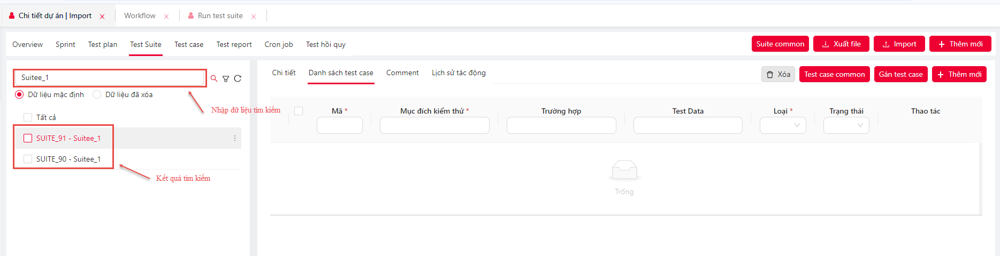 Chi tiết dự án | Import
Workflow
Run test suite
Overview
Sprint
Test plan
Test Suite
Test case
Test report
Cron job
Test hồi quy
Suite common
Xuất file
Import
Thêm mới
Suitee_1
Dữ liệu mặc định
Dữ liệu đã xóa
Nhập dữ liệu tìm kiếm
Tất cả
SUITE_91 - Suitee_1
SUITE_90 - Suitee_1
Kết quả tìm kiếm
Chi tiết
Danh sách test case
Comment
Lịch sử tác động
Xóa
Test case common
Gán test case
Thêm mới
Mã *
Mục đích kiểm thử *
Trường hợp
Test Data
Loại *
Trạng thái
Thao tác
Trống